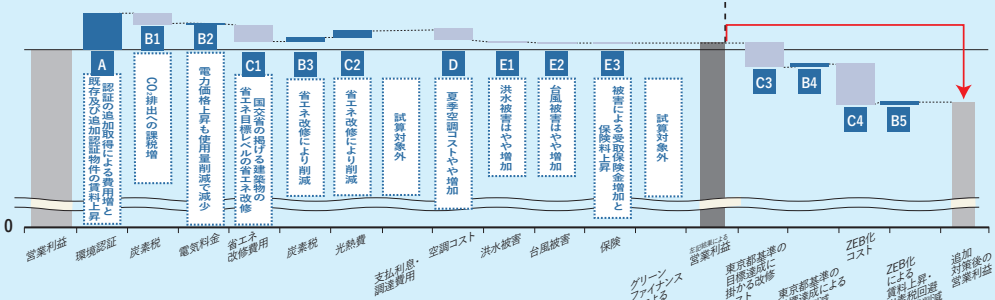 A
B1
B2
C1
B3
C2
D
E1
E2
E3
C3
B4
C4
B5
認証の追加取得による費用増と
既存及び追加認証物件の賃料上昇
CO₂排出への課税増
電力価格上昇も使用量削減で減少
国交省の掲げる建築物の
省エネ目標レベルの省エネ改修
省エネ改修により削減
省エネ改修により削減
試算対象外
夏季空調コストやや増加
洪水被害はやや増加
台風被害はやや増加
被害による受取保険金増加と
保険料上昇
試算対象外
0
営業利益
環境認証
炭素税
電気料金
省エネ
改修費用
炭素税
光熱費
支払利息・
調達費用
空調コスト
洪水被害
台風被害
保険
グリーン
ファイナンス
による
営業利益
東京都基準の
目標達成に
掛かる改修
東京都基準の
ZEB化
コスト
ZEB化
による
賃料上昇・
追加
対策後の
営業利益